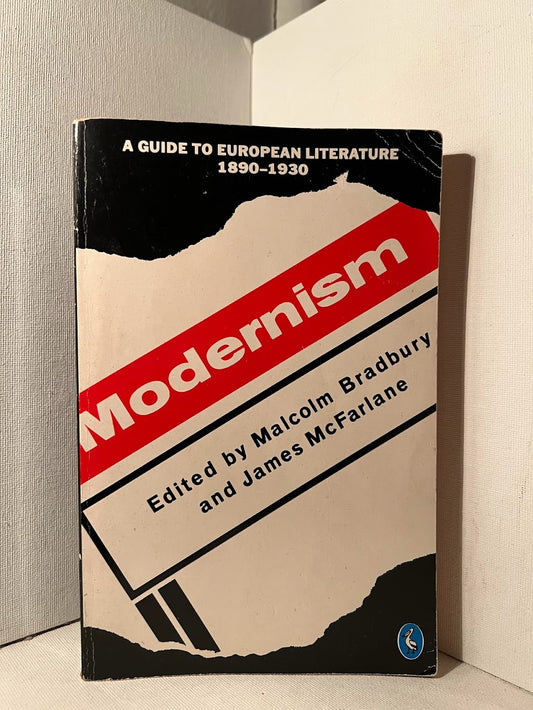 A GUIDE TO EUROPEAN LITERATURE
1890–1930
Modernism
Edited by Malcolm Bradbury
and James McFarlane